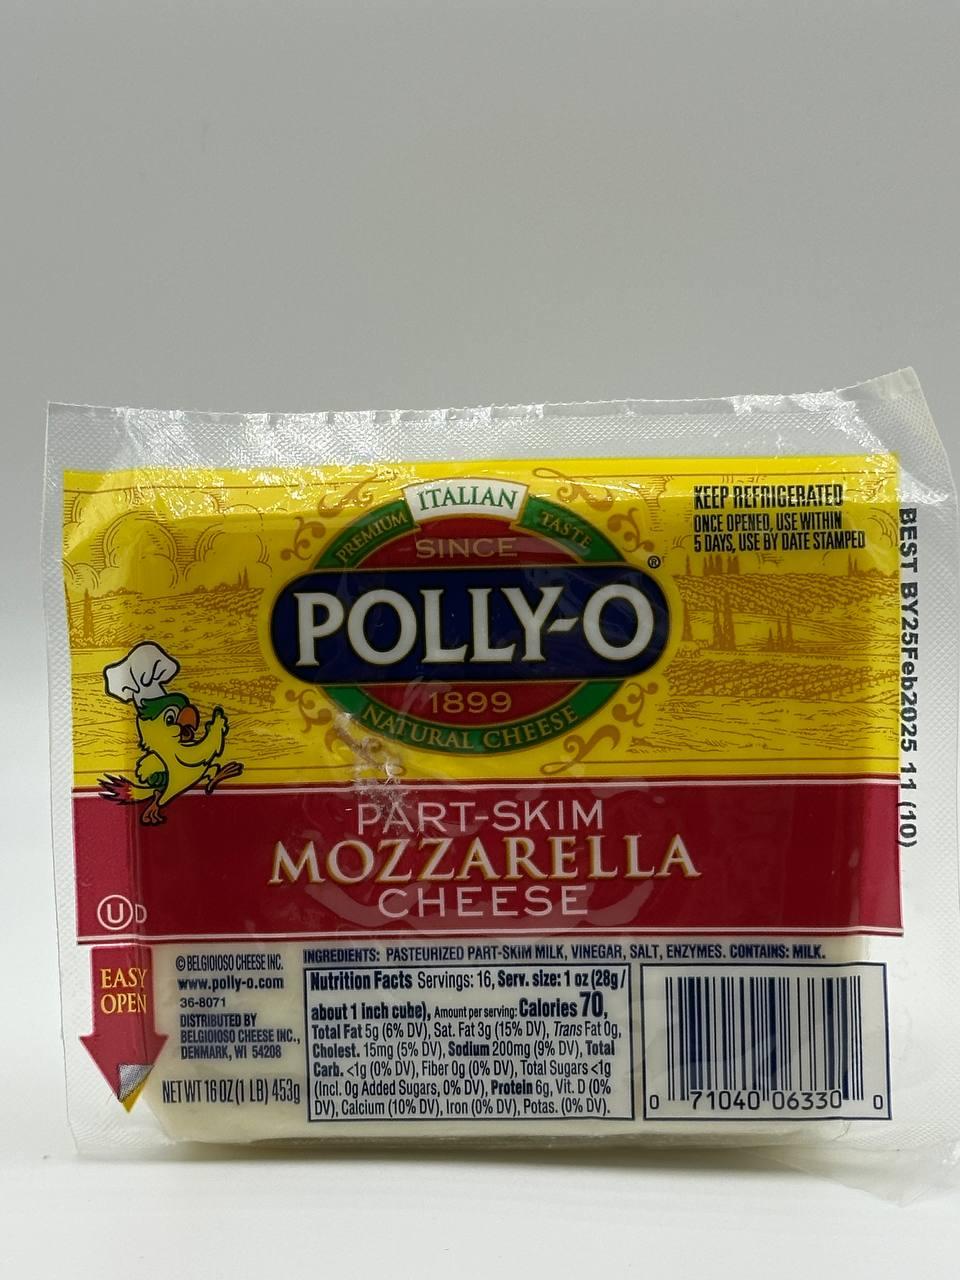 ITALIAN
PREMIUM
TASTE
SINCE
POLLY-O®
1899
NATURAL CHEESE
KEEP REFRIGERATED
ONCE OPENED, USE WITHIN
5 DAYS, USE BY DATE STAMPED
BEST BY25Feb2025 11 (10)
PART-SKIM
MOZZARELLA
CHEESE
U D
EASY
OPEN
© BELGIOIOSO CHEESE INC.
www.polly-o.com
36-8071
DISTRIBUTED BY
BELGIOIOSO CHEESE INC.,
DENMARK, WI 54208
NET WT 16 OZ (1 LB) 453g
INGREDIENTS: PASTEURIZED PART-SKIM MILK, VINEGAR, SALT, ENZYMES. CONTAINS: MILK.
Nutrition Facts Servings: 16, Serv. size: 1 oz (28g/
about 1 inch cube), Amount per serving: Calories 70,
Total Fat 5g (6% DV), Sat. Fat 3g (15% DV), Trans Fat 0g,
Cholest. 15mg (5% DV), Sodium 200mg (9% DV), Total
Carb. <1g (0% DV), Fiber 0g (0% DV), Total Sugars <1g
(Incl. 0g Added Sugars, 0% DV), Protein 6g, Vit. D (0%
DV), Calcium (10% DV), Iron (0% DV), Potas. (0% DV).
0 71040 06330 0